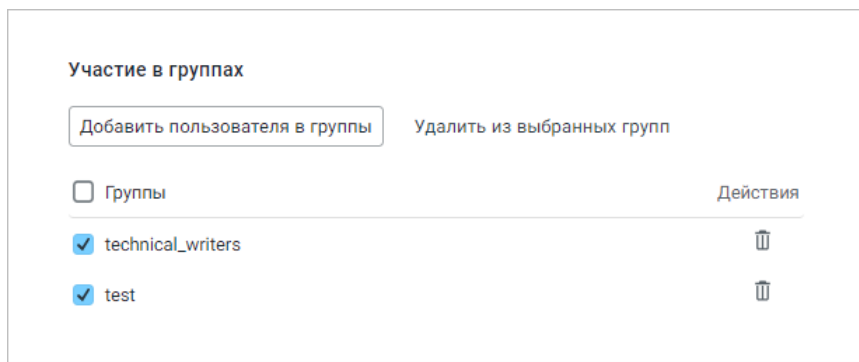 Участие в группах
Добавить пользователя в группы Удалить из выбранных групп
Группы Действия
technical_writers
test